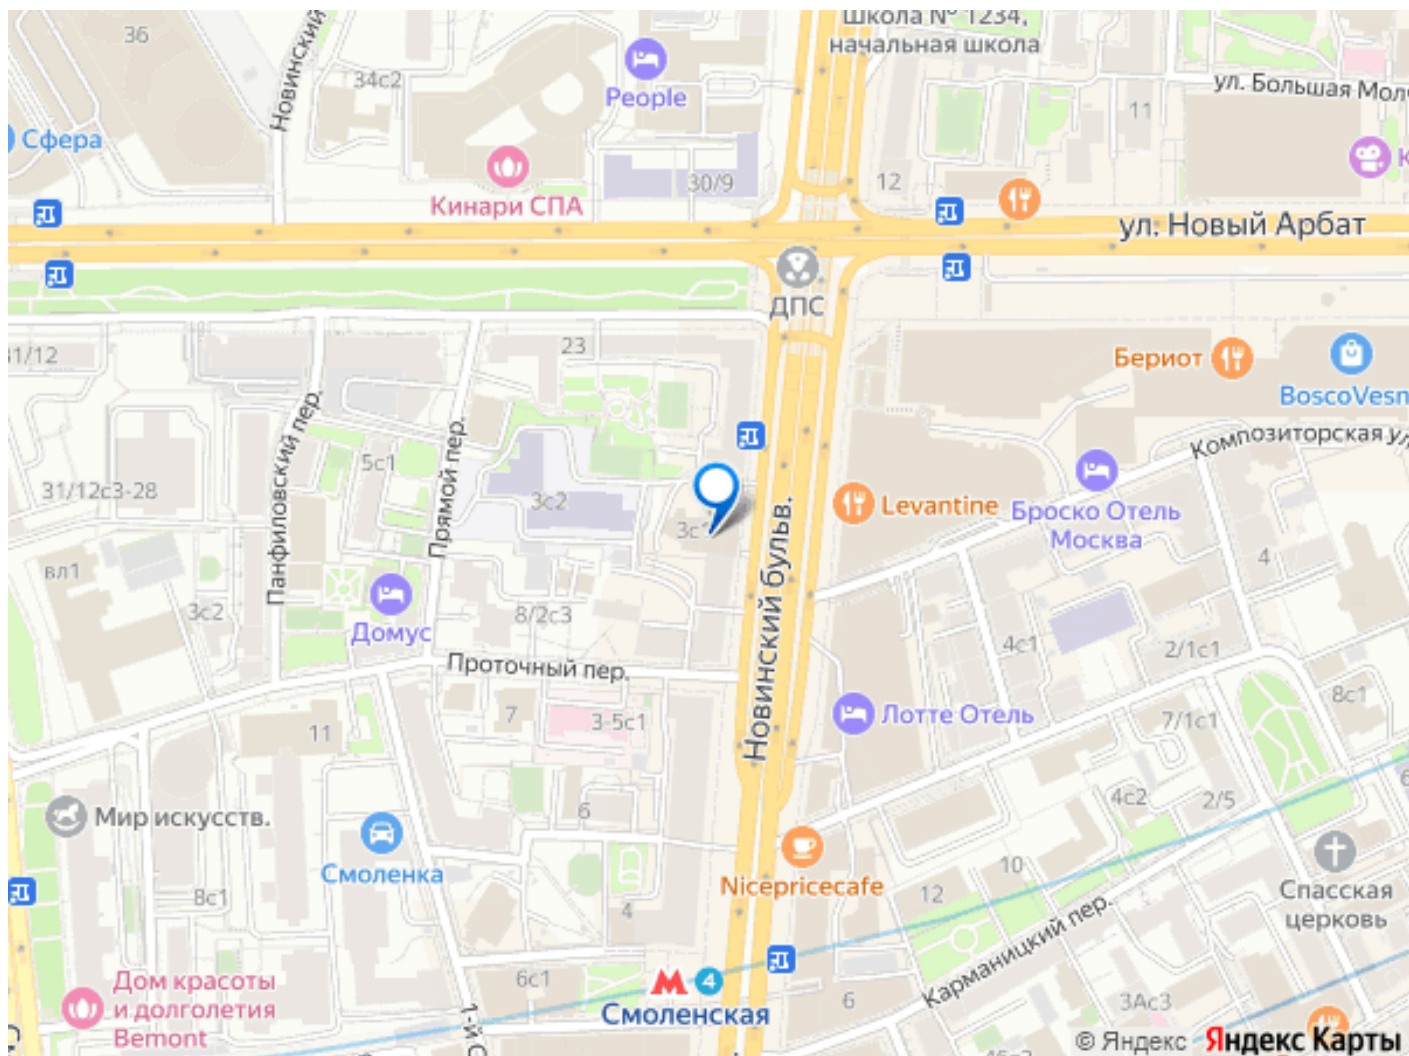 36
Новинский
34с2
People
Школа № 1234,
начальная школа
ул. Большая Молч
11
Сфера
Кинари СПА
30/9
12
К
ул. Новый Арбат
ДПС
31/12
23
Бериот
BoscoVesn
Панфиловский пер.
Прямой пер.
5с1
31/12с3-28
3с2
3с1
Levantine
Композиторская ул
Броско Отель
Москва
Новинский бульв.
вл1
3с2
Домус
8/2с3
4
4с1
2/1с1
Проточный пер.
8с1
7
3-5с1
Лотте Отель
7/1с1
11
4с2
2/5
6
Мир искусств.
6
Смоленка
Nicepricecafe
10
12
Спасская
церковь
8с1
4
Карманицкий пер.
Дом красоты
и долголетия
Bemont
6с1
4
Смоленская
6
3Ас3
1-й С
© Яндекс Яндекс Карты